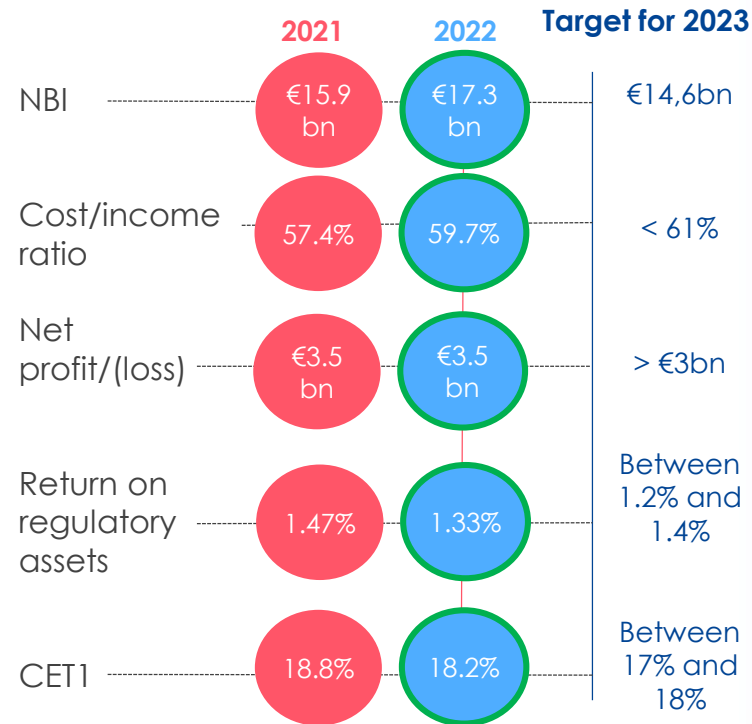 2021
2022
Target for 2023
NBI
€15.9
bn
€17.3
bn
€14,6bn
Cost/income
ratio
57.4%
59.7%
< 61%
Net
profit/(loss)
€3.5
bn
€3.5
bn
> €3bn
Return on
regulatory
assets
1.47%
1.33%
Between
1.2% and
1.4%
CET1
18.8%
18.2%
Between
17% and
18%